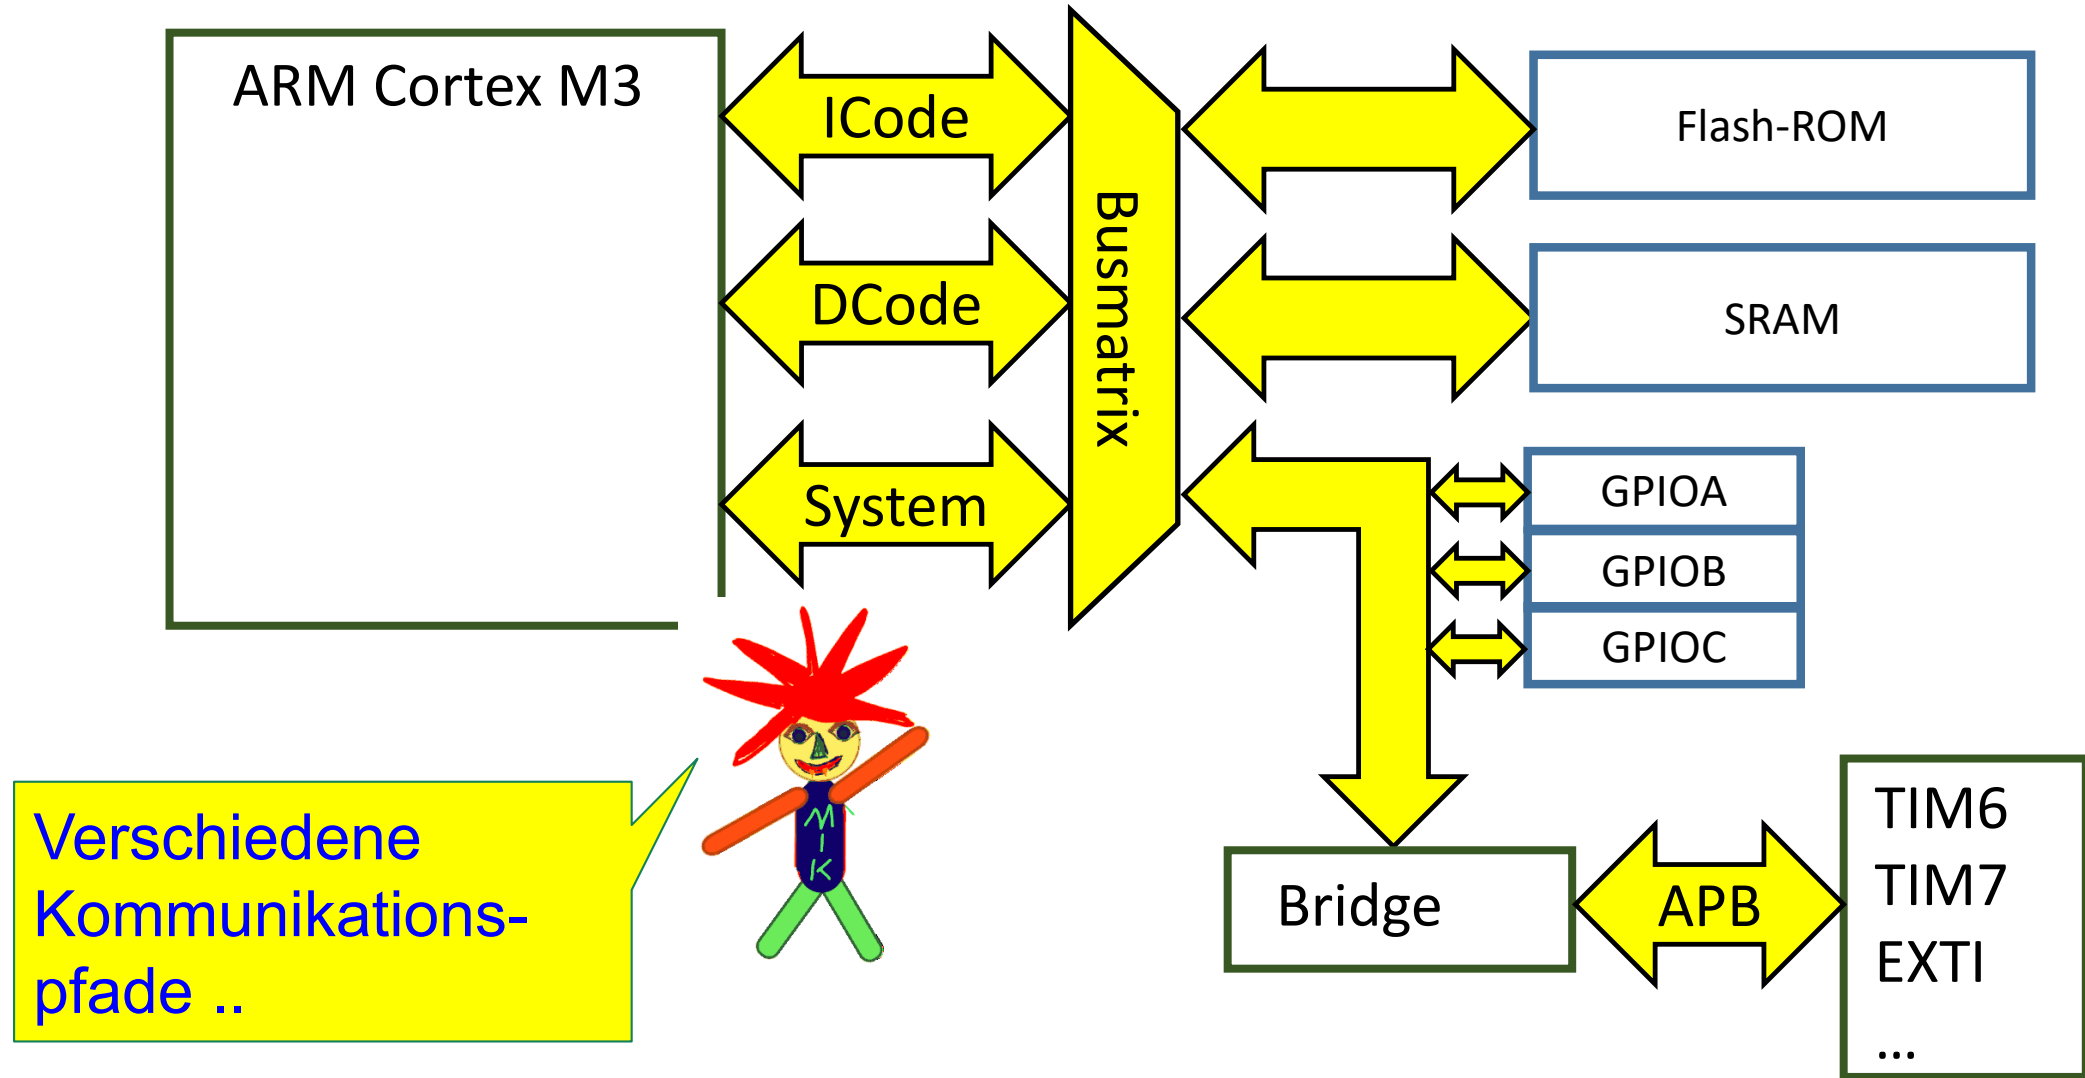 ARM Cortex M3
ICode
DCode
System
Busmatrix
Flash-ROM
SRAM
GPIOA
GPIOB
GPIOC
Bridge
APB
TIM6
TIM7
EXTI
...
Verschiedene
Kommunikations-
pfade ..
M
I
K